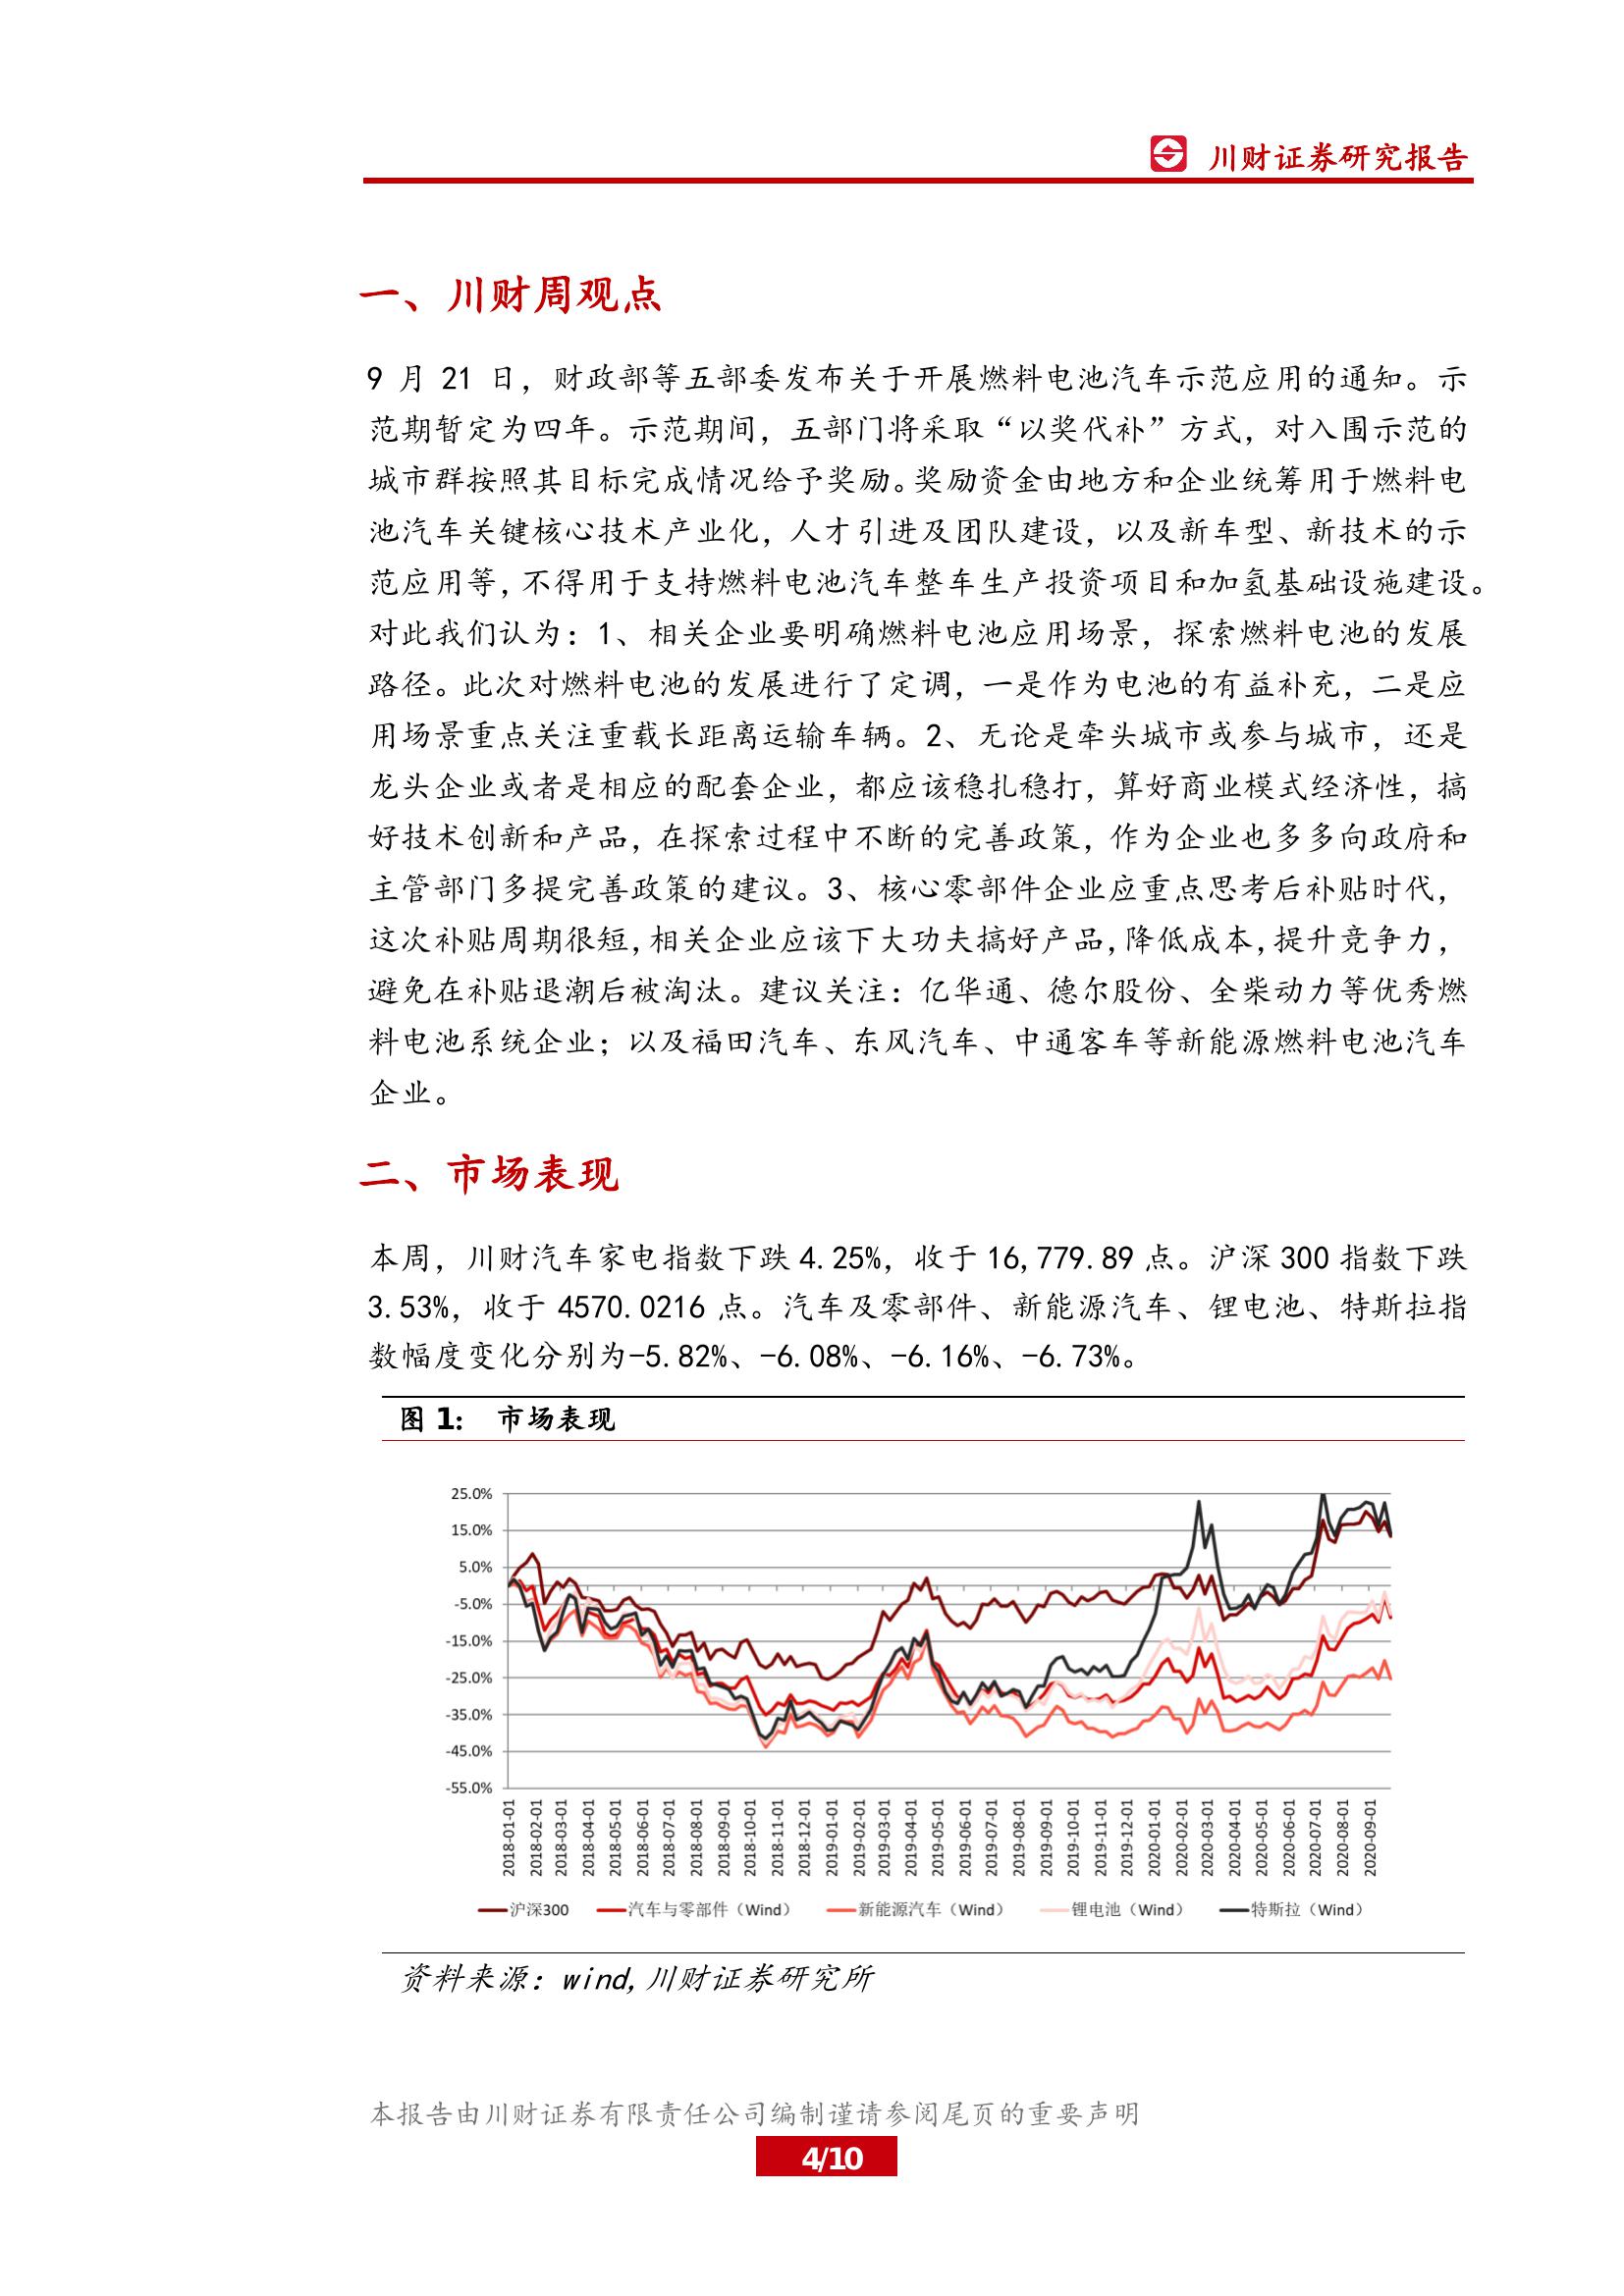 川财证券研究报告
一、川财周观点
9 月 21 日，财政部等五部委发布关于开展燃料电池汽车示范应用的通知。示
范期暂定为四年。示范期间，五部门将采取“以奖代补”方式，对入围示范的
城市群按照其目标完成情况给予奖励。奖励资金由地方和企业统筹用于燃料电
池汽车关键核心技术产业化，人才引进及团队建设，以及新车型、新技术的示
范应用等，不得用于支持燃料电池汽车整车生产投资项目和加氢基础设施建设。
对此我们认为：1、相关企业要明确燃料电池应用场景，探索燃料电池的发展
路径。此次对燃料电池的发展进行了定调，一是作为电池的有益补充，二是应
用场景重点关注重载长距离运输车辆。2、无论是牵头城市或参与城市，还是
龙头企业或者是相应的配套企业，都应该稳扎稳打，算好商业模式经济性，搞
好技术创新和产品，在探索过程中不断的完善政策，作为企业也多多向政府和
主管部门多提完善政策的建议。3、核心零部件企业应重点思考后补贴时代，
这次补贴周期很短，相关企业应该下大功夫搞好产品，降低成本，提升竞争力，
避免在补贴退潮后被淘汰。建议关注：亿华通、德尔股份、全柴动力等优秀燃
料电池系统企业；以及福田汽车、东风汽车、中通客车等新能源燃料电池汽车
企业。
二、市场表现
本周，川财汽车家电指数下跌 4.25%，收于 16,779.89 点。沪深 300 指数下跌
3.53%，收于 4570.0216 点。汽车及零部件、新能源汽车、锂电池、特斯拉指
数幅度变化分别为-5.82%、-6.08%、-6.16%、-6.73%。
图 1： 市场表现
25.0%
15.0%
5.0%
-5.0%
-15.0%
-25.0%
-35.0%
-45.0%
-55.0%
2018-01-01
2018-02-01
2018-03-01
2018-04-01
2018-05-01
2018-06-01
2018-07-01
2018-08-01
2018-09-01
2018-10-01
2018-11-01
2018-12-01
2019-01-01
2019-02-01
2019-03-01
2019-04-01
2019-05-01
2019-06-01
2019-07-01
2019-08-01
2019-09-01
2019-10-01
2019-11-01
2019-12-01
2020-01-01
2020-02-01
2020-03-01
2020-04-01
2020-05-01
2020-06-01
2020-07-01
2020-08-01
2020-09-01
沪深300 汽车与零部件（Wind） 新能源汽车（Wind） 锂电池（Wind） 特斯拉（Wind）
资料来源：wind,川财证券研究所
本报告由川财证券有限责任公司编制谨请参阅尾页的重要声明
4/10